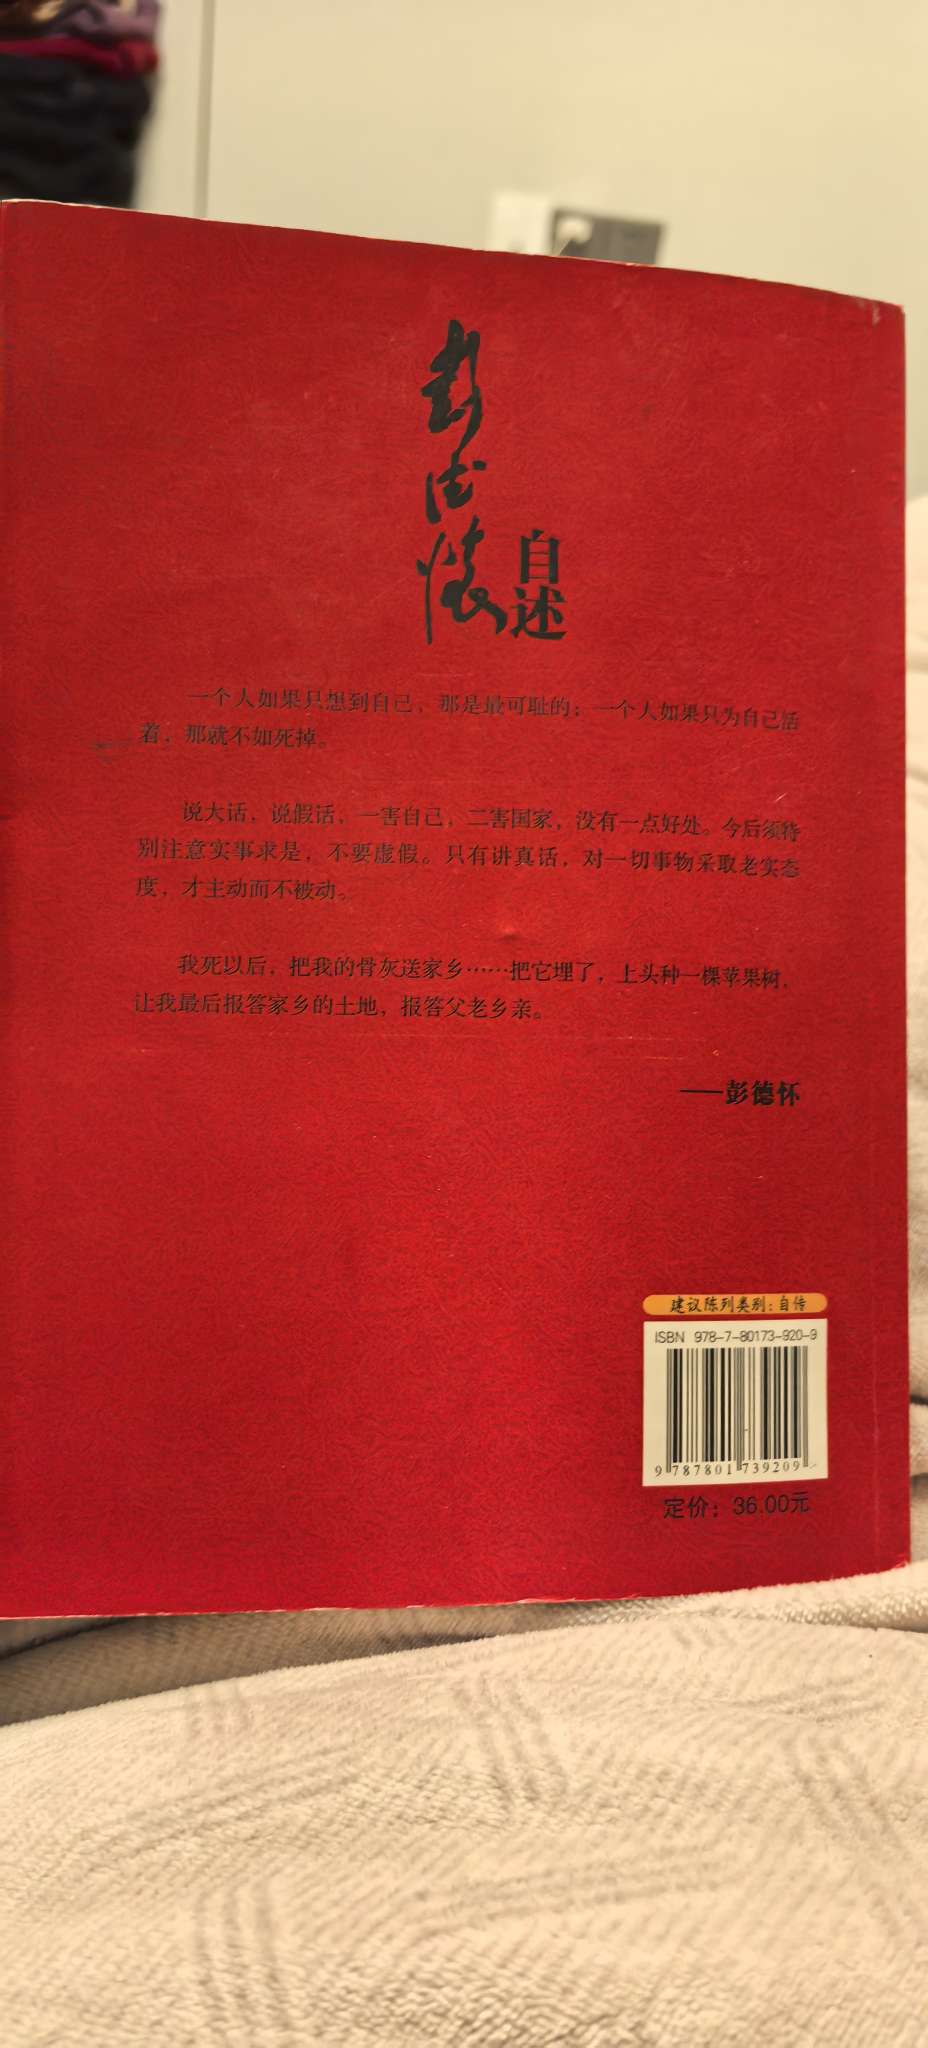 彭德怀
自述
一个人如果只想到自己，那是最可耻的；一个人如果只为自己活
着，那就不如死掉。
说大话，说假话，一害自己，二害国家，没有一点好处。今后须特
别注意实事求是，不要虚假。只有讲真话，对一切事物采取老实态
度，才主动而不被动。
我死以后，把我的骨灰送家乡……把它埋了，上头种一棵苹果树，
让我最后报答家乡的土地，报答父老乡亲。
——彭德怀
建议陈列类别：自传
ISBN 978-7-80173-920-9
9 787801 739209
定价：36.00元